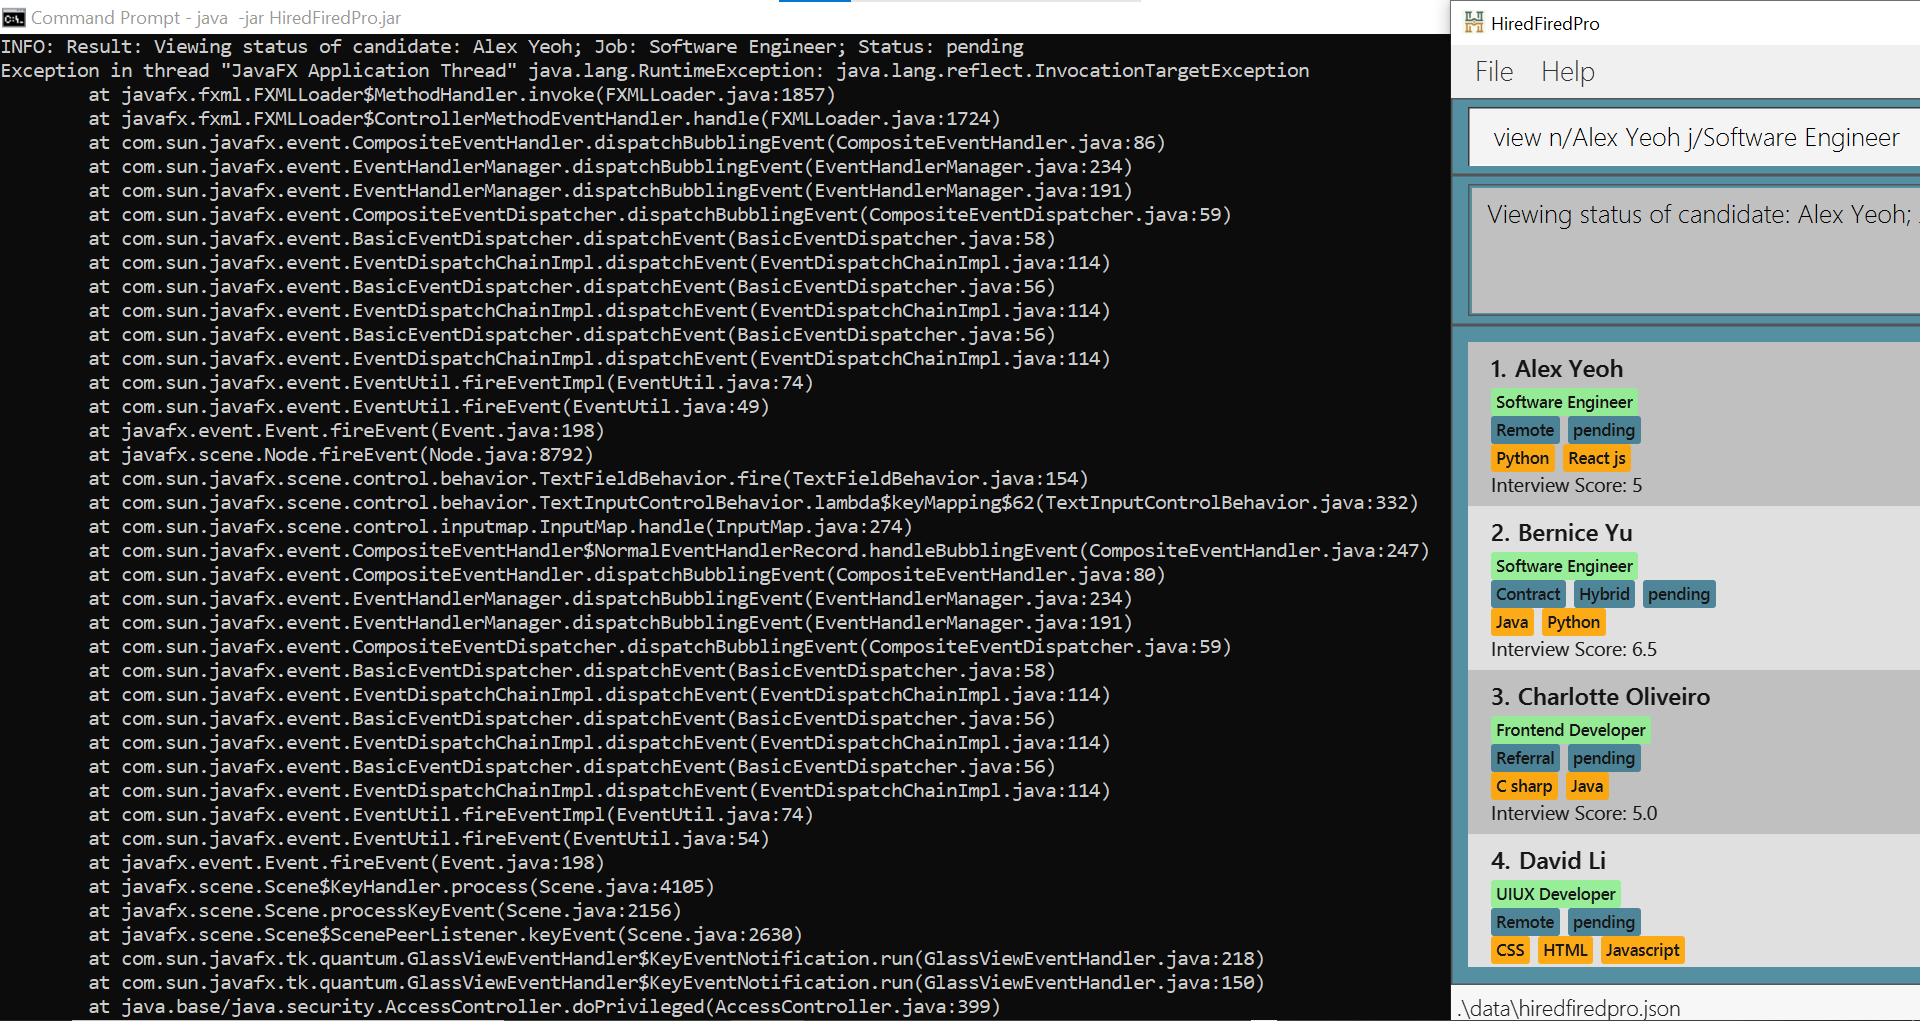 Command Prompt - java  -jar HiredFiredPro.jar
INFO: Result: Viewing status of candidate: Alex Yeoh; Job: Software Engineer; Status: pending
Exception in thread "JavaFX Application Thread" java.lang.RuntimeException: java.lang.reflect.InvocationTargetException
at javafx.fxml.FXMLLoader$MethodHandler.invoke(FXMLLoader.java:1857)
at javafx.fxml.FXMLLoader$ControllerMethodEventHandler.handle(FXMLLoader.java:1724)
at com.sun.javafx.event.CompositeEventHandler.dispatchBubblingEvent(CompositeEventHandler.java:86)
at com.sun.javafx.event.EventHandlerManager.dispatchBubblingEvent(EventHandlerManager.java:234)
at com.sun.javafx.event.EventHandlerManager.dispatchBubblingEvent(EventHandlerManager.java:191)
at com.sun.javafx.event.CompositeEventDispatcher.dispatchBubblingEvent(CompositeEventDispatcher.java:59)
at com.sun.javafx.event.BasicEventDispatcher.dispatchEvent(BasicEventDispatcher.java:58)
at com.sun.javafx.event.EventDispatchChainImpl.dispatchEvent(EventDispatchChainImpl.java:114)
at com.sun.javafx.event.BasicEventDispatcher.dispatchEvent(BasicEventDispatcher.java:56)
at com.sun.javafx.event.EventDispatchChainImpl.dispatchEvent(EventDispatchChainImpl.java:114)
at com.sun.javafx.event.BasicEventDispatcher.dispatchEvent(BasicEventDispatcher.java:56)
at com.sun.javafx.event.EventDispatchChainImpl.dispatchEvent(EventDispatchChainImpl.java:114)
at com.sun.javafx.event.EventUtil.fireEventImpl(EventUtil.java:74)
at com.sun.javafx.event.EventUtil.fireEvent(EventUtil.java:49)
at javafx.event.Event.fireEvent(Event.java:198)
at javafx.scene.Node.fireEvent(Node.java:8792)
at com.sun.javafx.scene.control.behavior.TextFieldBehavior.fire(TextFieldBehavior.java:154)
at com.sun.javafx.scene.control.behavior.TextInputControlBehavior.lambda$keyMapping$62(TextInputControlBehavior.java:332)
at com.sun.javafx.scene.control.inputmap.InputMap.handle(InputMap.java:274)
at com.sun.javafx.event.CompositeEventHandler$NormalEventHandlerRecord.handleBubblingEvent(CompositeEventHandler.java:247)
at com.sun.javafx.event.CompositeEventHandler.dispatchBubblingEvent(CompositeEventHandler.java:80)
at com.sun.javafx.event.EventHandlerManager.dispatchBubblingEvent(EventHandlerManager.java:234)
at com.sun.javafx.event.EventHandlerManager.dispatchBubblingEvent(EventHandlerManager.java:191)
at com.sun.javafx.event.CompositeEventDispatcher.dispatchBubblingEvent(CompositeEventDispatcher.java:59)
at com.sun.javafx.event.BasicEventDispatcher.dispatchEvent(BasicEventDispatcher.java:58)
at com.sun.javafx.event.EventDispatchChainImpl.dispatchEvent(EventDispatchChainImpl.java:114)
at com.sun.javafx.event.BasicEventDispatcher.dispatchEvent(BasicEventDispatcher.java:56)
at com.sun.javafx.event.EventDispatchChainImpl.dispatchEvent(EventDispatchChainImpl.java:114)
at com.sun.javafx.event.BasicEventDispatcher.dispatchEvent(BasicEventDispatcher.java:56)
at com.sun.javafx.event.EventDispatchChainImpl.dispatchEvent(EventDispatchChainImpl.java:114)
at com.sun.javafx.event.EventUtil.fireEventImpl(EventUtil.java:74)
at com.sun.javafx.event.EventUtil.fireEvent(EventUtil.java:54)
at javafx.event.Event.fireEvent(Event.java:198)
at javafx.scene.Scene$KeyHandler.process(Scene.java:4105)
at javafx.scene.Scene.processKeyEvent(Scene.java:2156)
at javafx.scene.Scene$ScenePeerListener.keyEvent(Scene.java:2630)
at com.sun.javafx.tk.quantum.GlassViewEventHandler$KeyEventNotification.run(GlassViewEventHandler.java:218)
at com.sun.javafx.tk.quantum.GlassViewEventHandler$KeyEventNotification.run(GlassViewEventHandler.java:150)
at java.base/java.security.AccessController.doPrivileged(AccessController.java:399)
HiredFiredPro
File Help
view n/Alex Yeoh j/Software Engineer
Viewing status of candidate: Alex Yeoh;
1. Alex Yeoh
Software Engineer
Remote pending
Python React js
Interview Score: 5
2. Bernice Yu
Software Engineer
Contract Hybrid pending
Java Python
Interview Score: 6.5
3. Charlotte Oliveiro
Frontend Developer
Referral pending
C sharp Java
Interview Score: 5.0
4. David Li
UIUX Developer
Remote pending
CSS HTML Javascript
.\data\hiredfiredpro.json